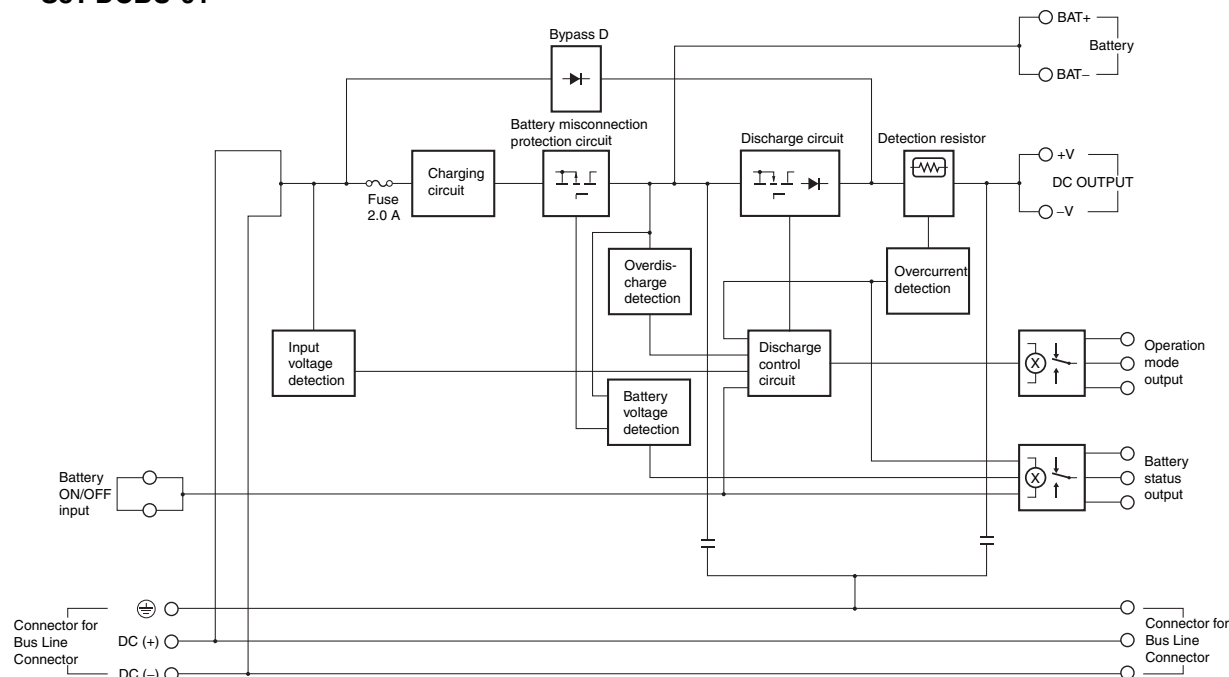 BAT+
Battery
BAT−
Bypass D
Battery misconnection
protection circuit
Discharge circuit
Detection resistor
Charging
circuit
Fuse
2.0 A
+V
DC OUTPUT
−V
Overdis-
charge
detection
Overcurrent
detection
Input
voltage
detection
Discharge
control
circuit
Operation
mode
output
X
Battery
voltage
detection
Battery
ON/OFF
input
Battery
status
output
X
Connector for
Bus Line
Connector
DC (+)
DC (−)
Connector for
Bus Line
Connector